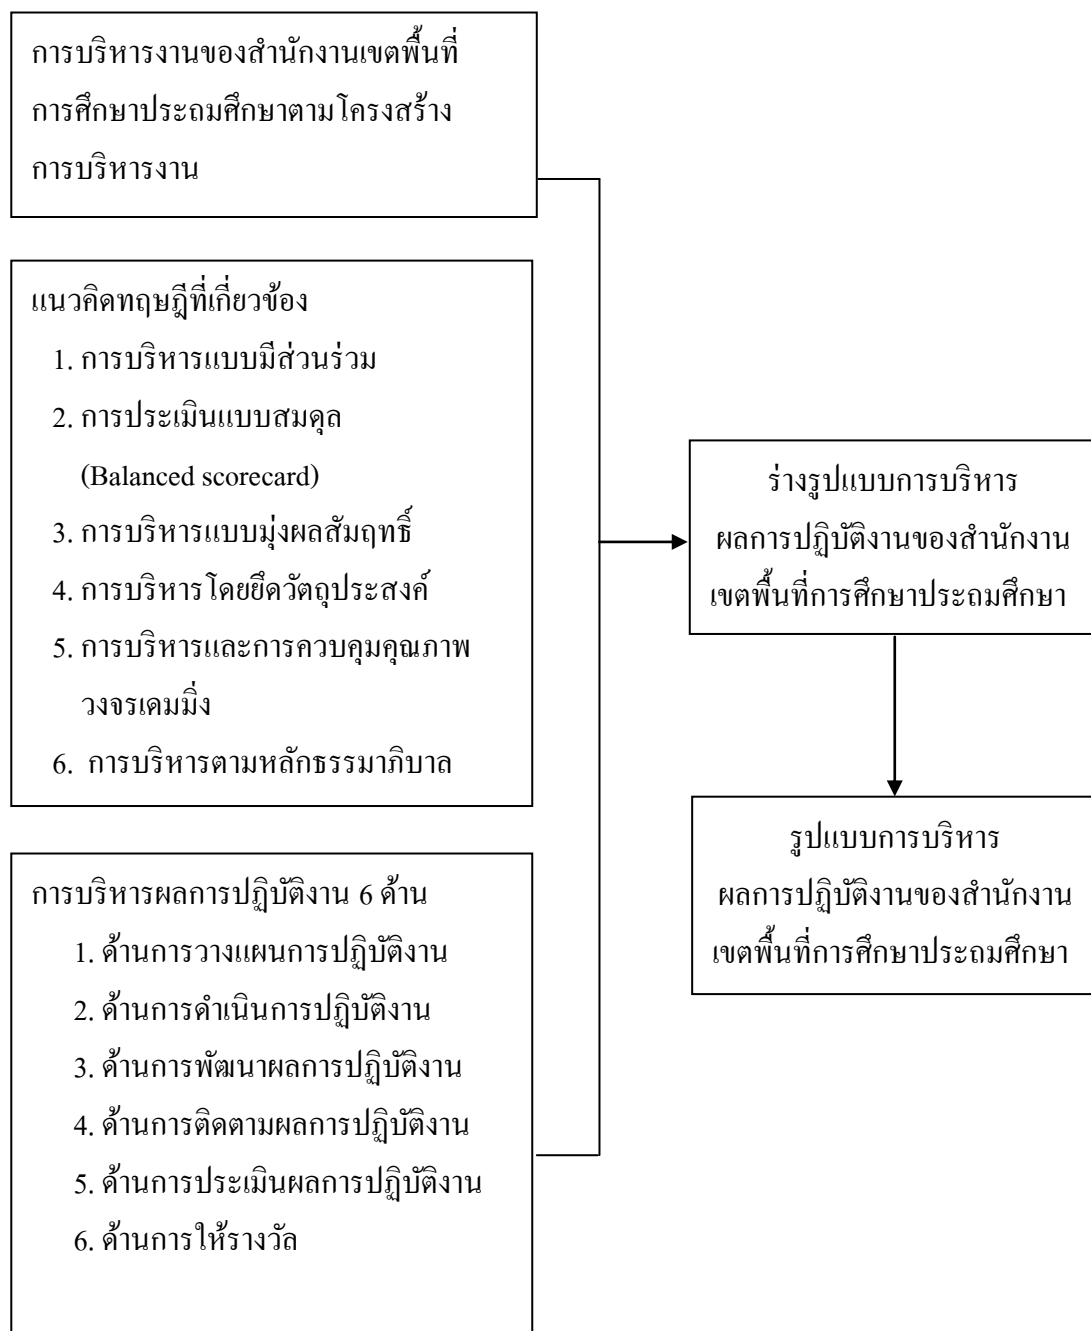 การบริหารงานของสำนักงานเขตพื้นที่
การศึกษาประถมศึกษาตามโครงสร้าง
การบริหารงาน
แนวคิดทฤษฎีที่เกี่ยวข้อง
1. การบริหารแบบมีส่วนร่วม
2. การประเมินแบบสมดุล
(Balanced scorecard)
3. การบริหารแบบมุ่งผลสัมฤทธิ์
4. การบริหารโดยยึดวัตถุประสงค์
5. การบริหารและการควบคุมคุณภาพ
วงจรเดมมิ่ง
6. การบริหารตามหลักธรรมาภิบาล
การบริหารผลการปฏิบัติงาน 6 ด้าน
1. ด้านการวางแผนการปฏิบัติงาน
2. ด้านการดำเนินการปฏิบัติงาน
3. ด้านการพัฒนาผลการปฏิบัติงาน
4. ด้านการติดตามผลการปฏิบัติงาน
5. ด้านการประเมินผลการปฏิบัติงาน
6. ด้านการให้รางวัล
ร่างรูปแบบการบริหาร
ผลการปฏิบัติงานของสำนักงาน
เขตพื้นที่การศึกษาประถมศึกษา
รูปแบบการบริหาร
ผลการปฏิบัติงานของสำนักงาน
เขตพื้นที่การศึกษาประถมศึกษา